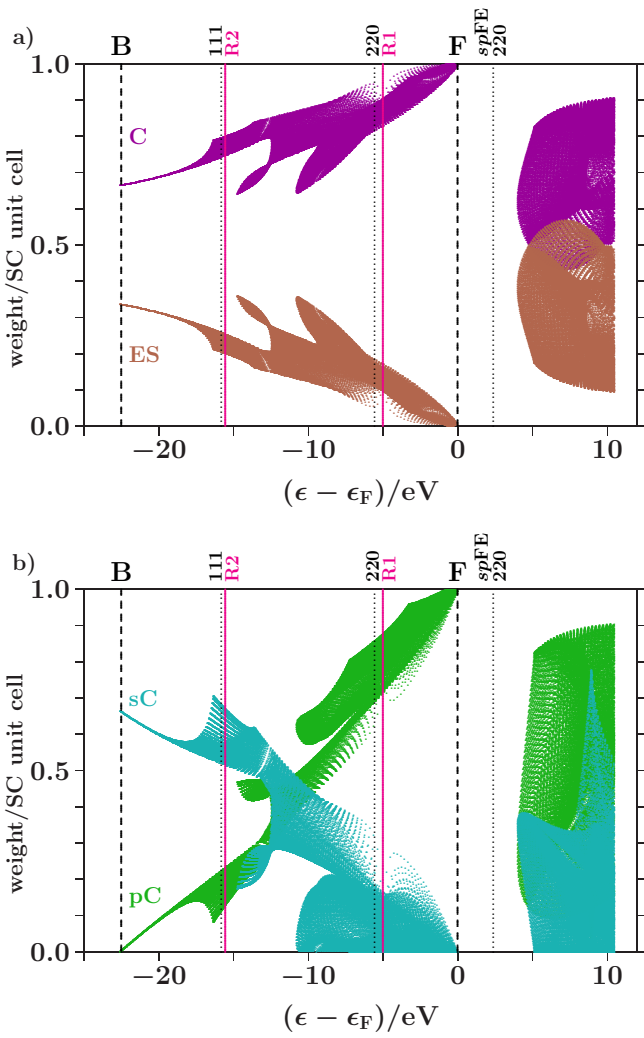 a)
B
111
R2
220
R1
F
spFE
220
1.0
0.5
0.0
weight/SC unit cell
C
ES
−20
−10
0
10
(ϵ − ϵF)/eV
b)
B
111
R2
220
R1
F
spFE
220
1.0
0.5
0.0
weight/SC unit cell
sC
pC
−20
−10
0
10
(ϵ − ϵF)/eV